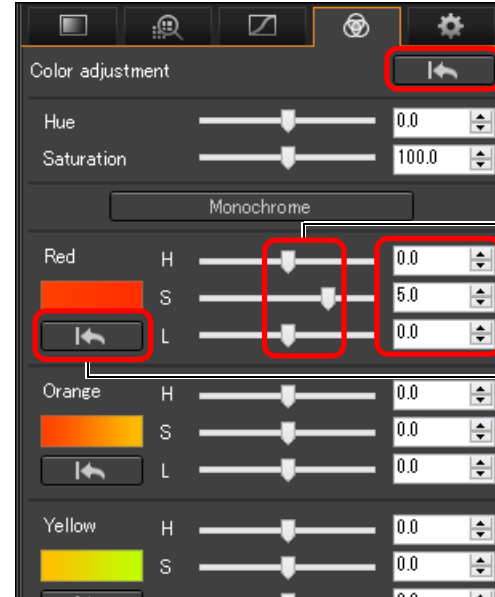 Color adjustment
Hue 0.0
Saturation 100.0
Monochrome
Red H 0.0
S 5.0
L 0.0
Orange H 0.0
S 0.0
L 0.0
Yellow H 0.0
S 0.0